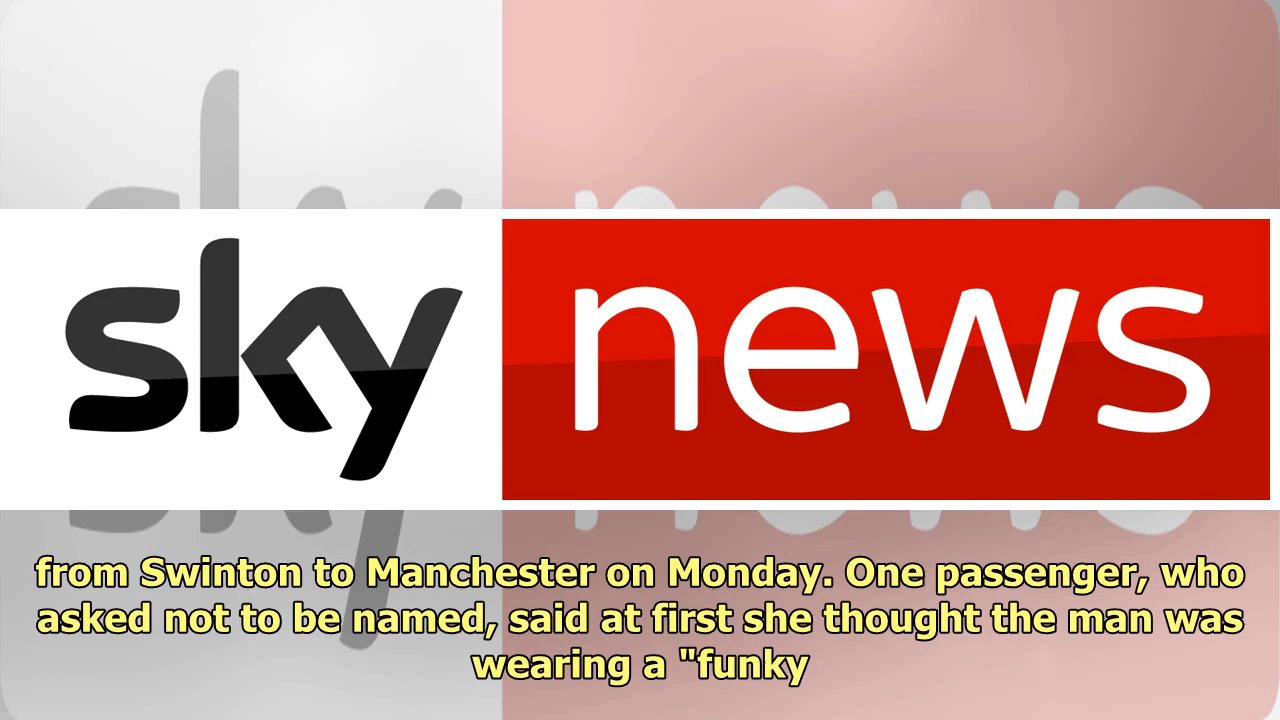 sky news
from Swinton to Manchester on Monday. One passenger, who
asked not to be named, said at first she thought the man was
wearing a "funky